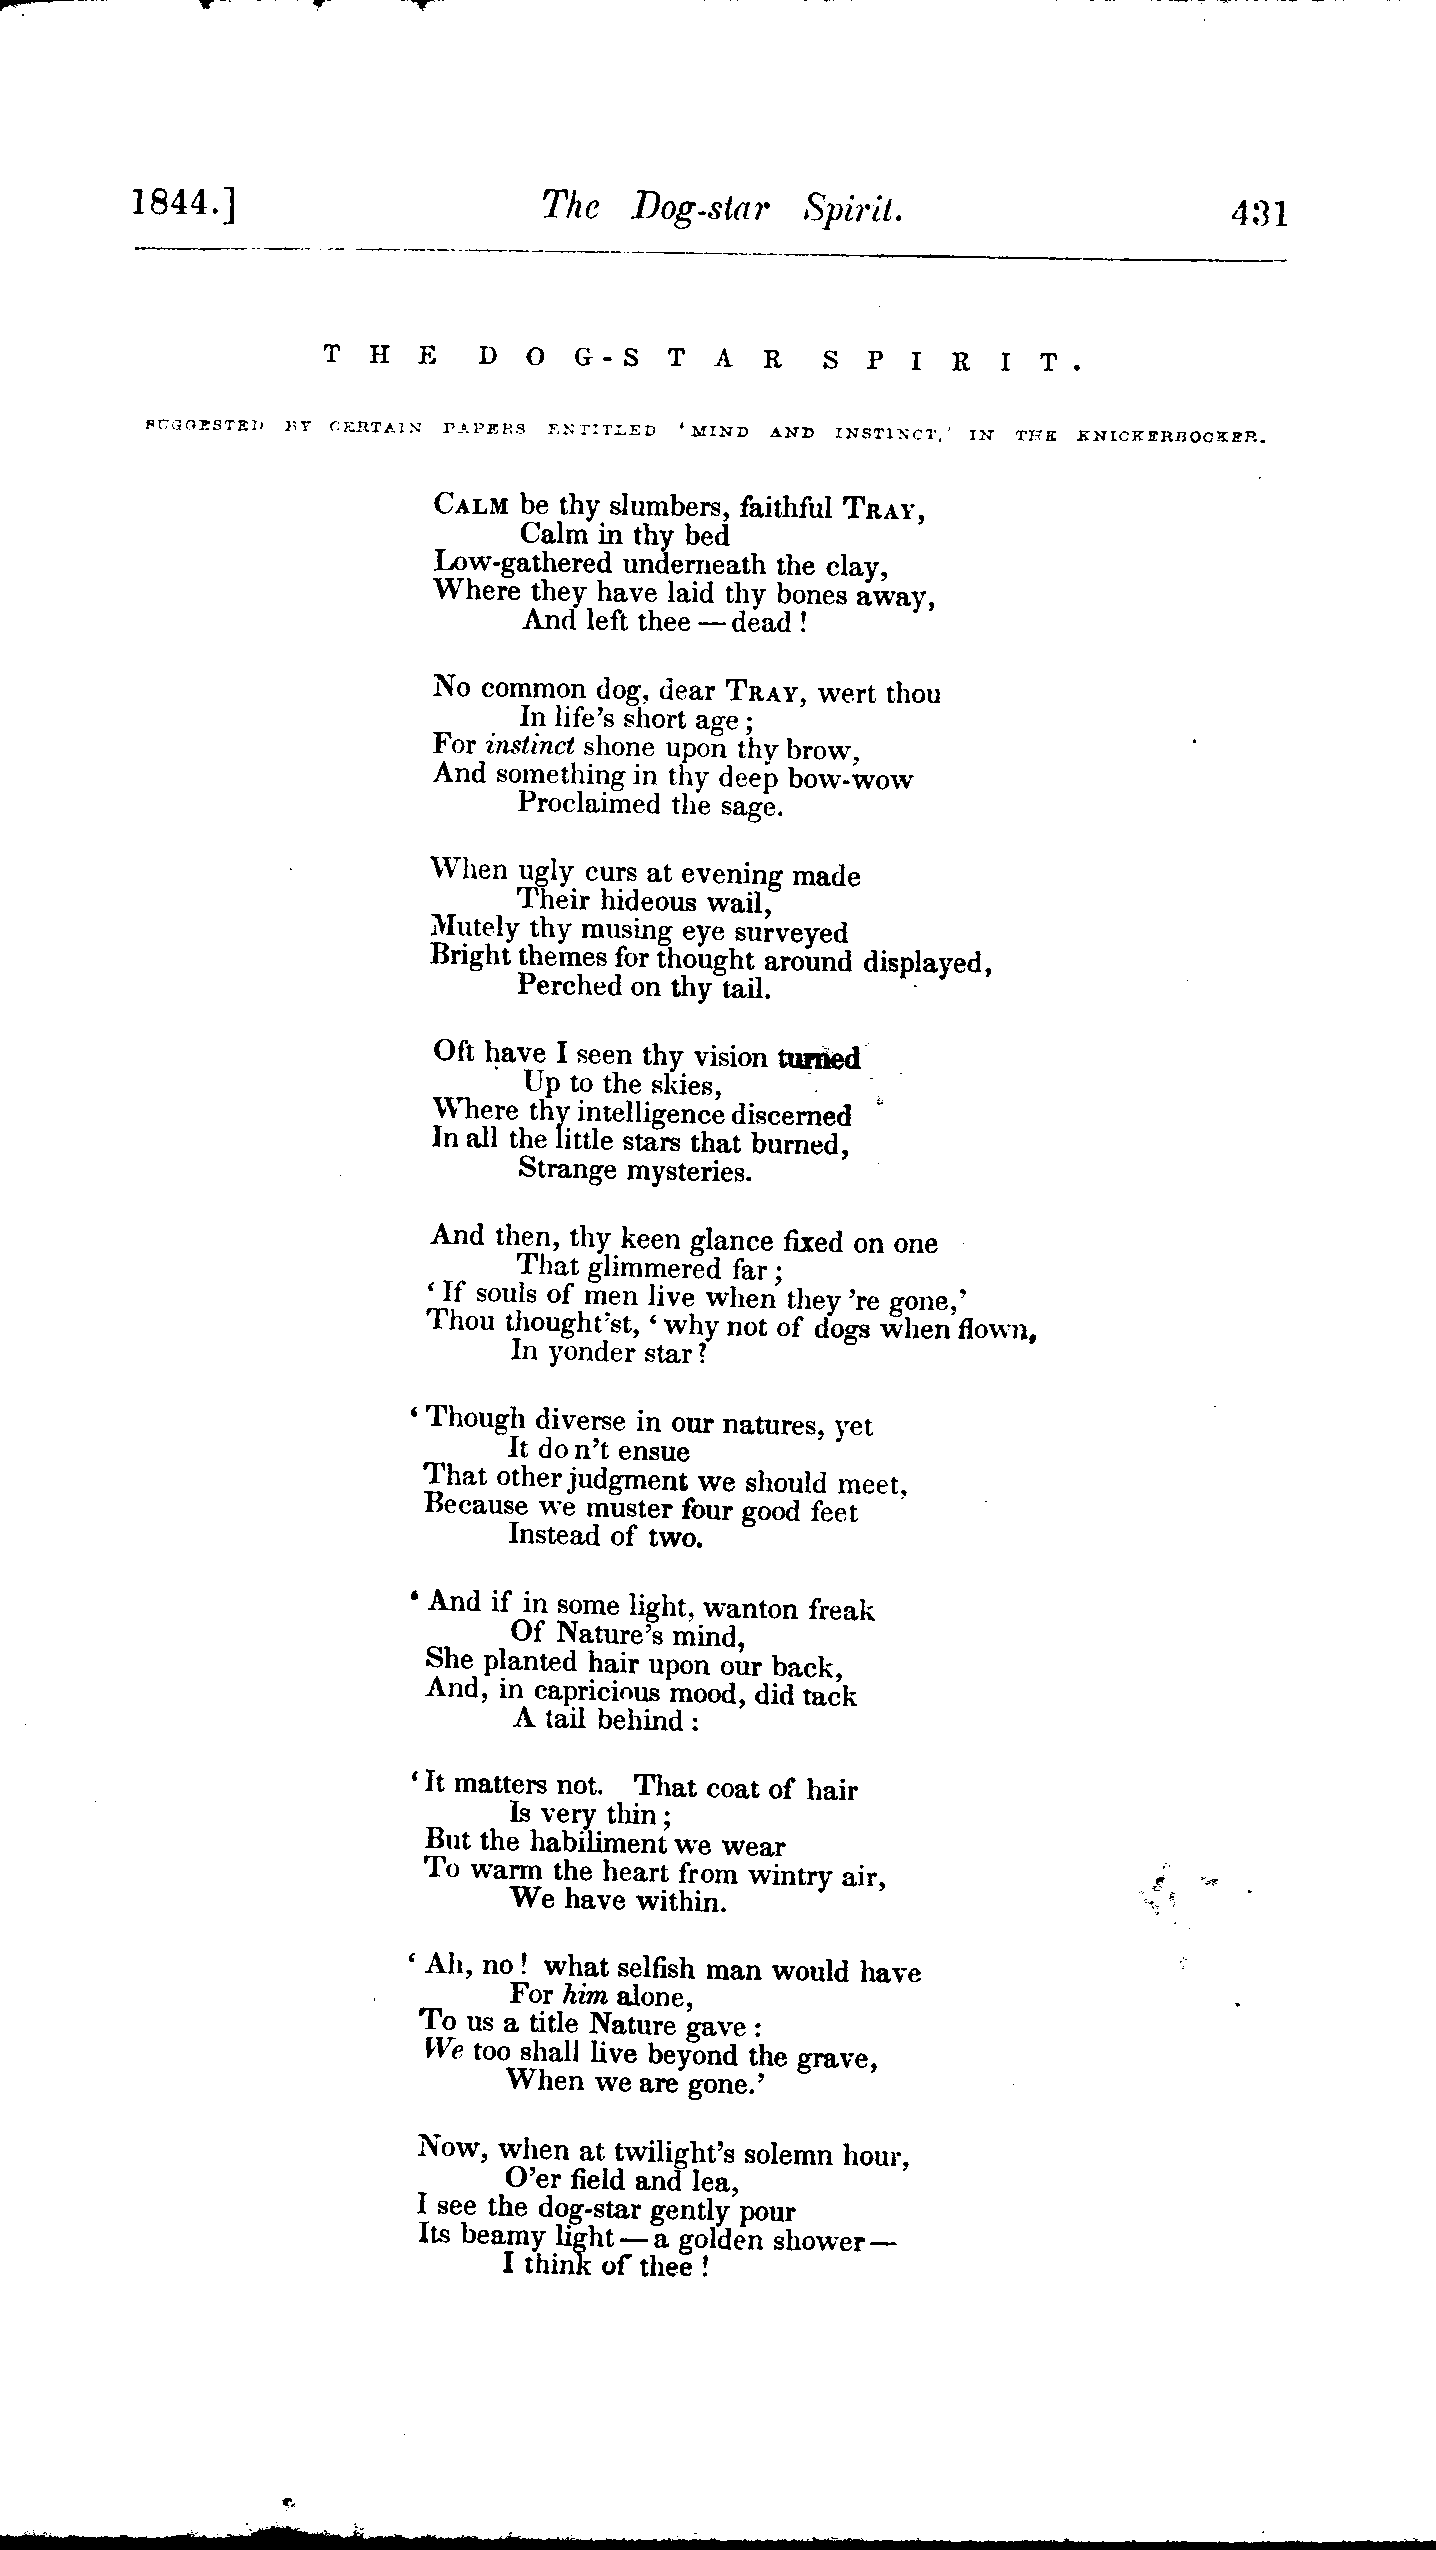 1844.] The Dog-star Spirit. 431
THE DOG-STAR SPIRIT.
SUGGESTED BY CERTAIN PAPERS ENTITLED ‘MIND AND INSTINCT,’ IN THE KNICKERBOCKER.
CALM be thy slumbers, faithful TRAY,
Calm in thy bed
Low-gathered underneath the clay,
Where they have laid thy bones away,
And left thee — dead !
No common dog, dear TRAY, wert thou
In life’s short age ;
For instinct shone upon thy brow,
And something in thy deep bow-wow
Proclaimed the sage.
When ugly curs at evening made
Their hideous wail,
Mutely thy musing eye surveyed
Bright themes for thought around displayed,
Perched on thy tail.
Oft have I seen thy vision turned
Up to the skies,
Where thy intelligence discerned
In all the little stars that burned,
Strange mysteries.
And then, thy keen glance fixed on one
That glimmered far ;
‘ If souls of men live when they ’re gone,’
Thou thought’st, ‘ why not of dogs when flown,
In yonder star ?
‘ Though diverse in our natures, yet
It do n’t ensue
That other judgment we should meet,
Because we muster four good feet
Instead of two.
‘ And if in some light, wanton freak
Of Nature’s mind,
She planted hair upon our back,
And, in capricious mood, did tack
A tail behind :
‘ It matters not. That coat of hair
Is very thin ;
But the habiliment we wear
To warm the heart from wintry air,
We have within.
‘ Ah, no ! what selfish man would have
For him alone,
To us a title Nature gave :
We too shall live beyond the grave,
When we are gone.’
Now, when at twilight’s solemn hour,
O’er field and lea,
I see the dog-star gently pour
Its beamy light — a golden shower —
I think of thee !